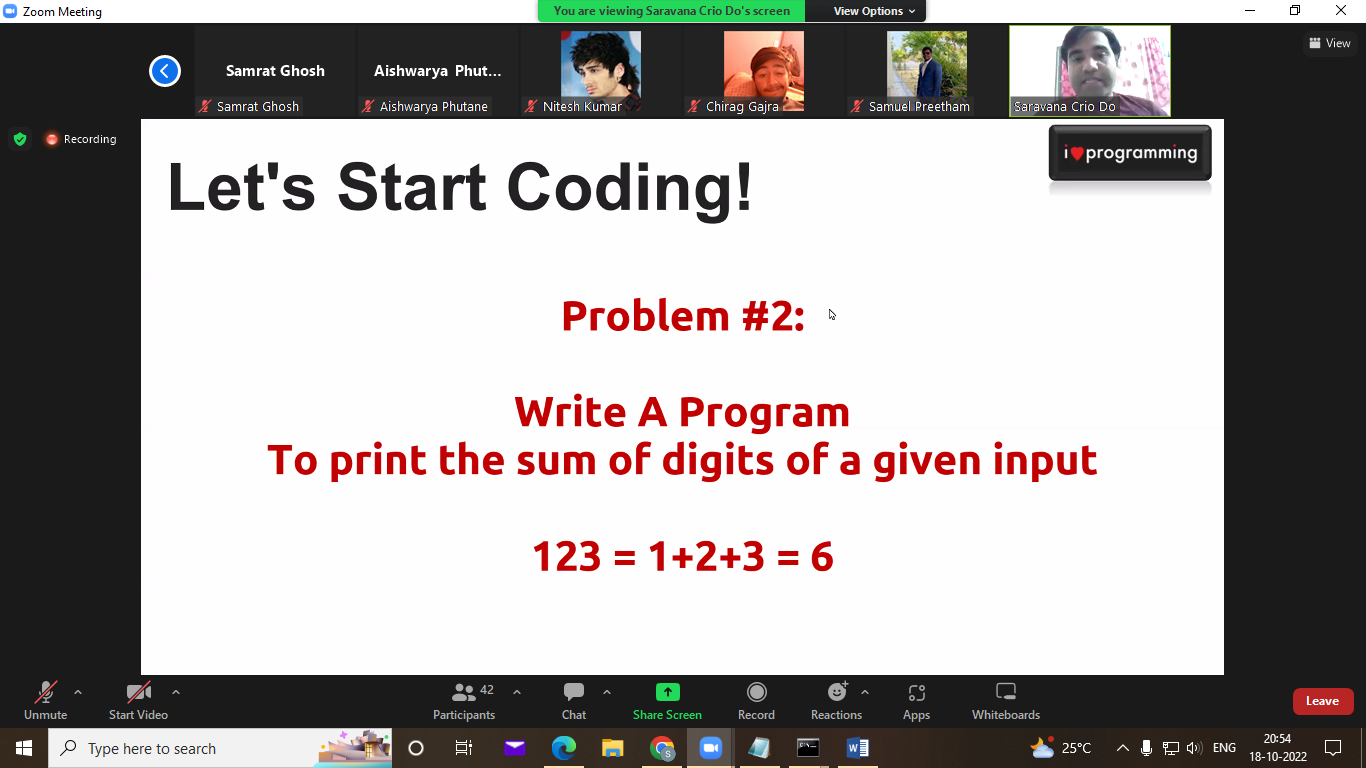 Zoom Meeting
You are viewing Saravana Crio Do's screen
View Options
View
Samrat Ghosh
Aishwarya Phut...
Samrat Ghosh
Aishwarya Phutane
Nitesh Kumar
Chirag Gajra
Samuel Preetham
Saravana Crio Do
Recording
i❤programming
Let's Start Coding!
Problem #2:
Write A Program
To print the sum of digits of a given input
123 = 1+2+3 = 6
Unmute
Start Video
42
Participants
Chat
Share Screen
Record
Reactions
Apps
Whiteboards
Leave
Type here to search
25°C
ENG
20:54
18-10-2022